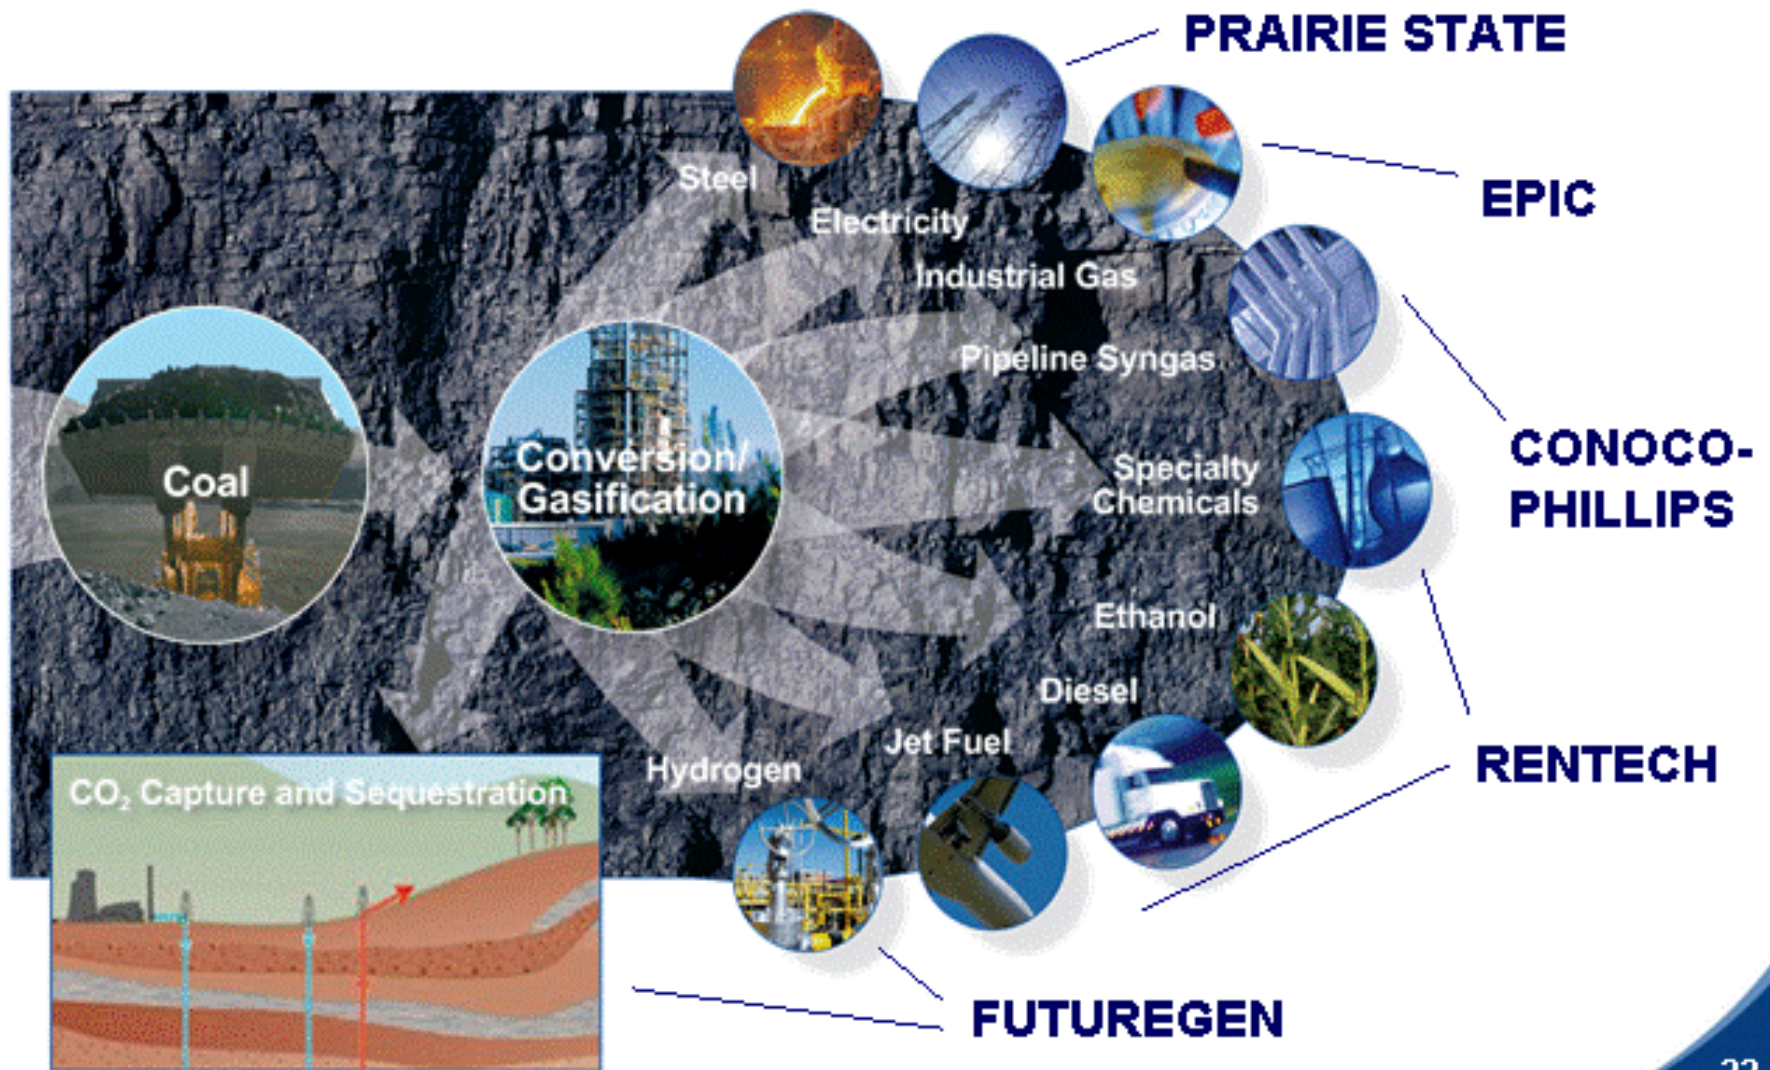 PRAIRIE STATE
Steel
Electricity
EPIC
Industrial Gas
Pipeline Syngas
Coal
Conversion/
Gasification
Specialty
Chemicals
CONOCO-
PHILLIPS
Ethanol
Diesel
Jet Fuel
Hydrogen
RENTECH
CO₂ Capture and Sequestration
FUTUREGEN